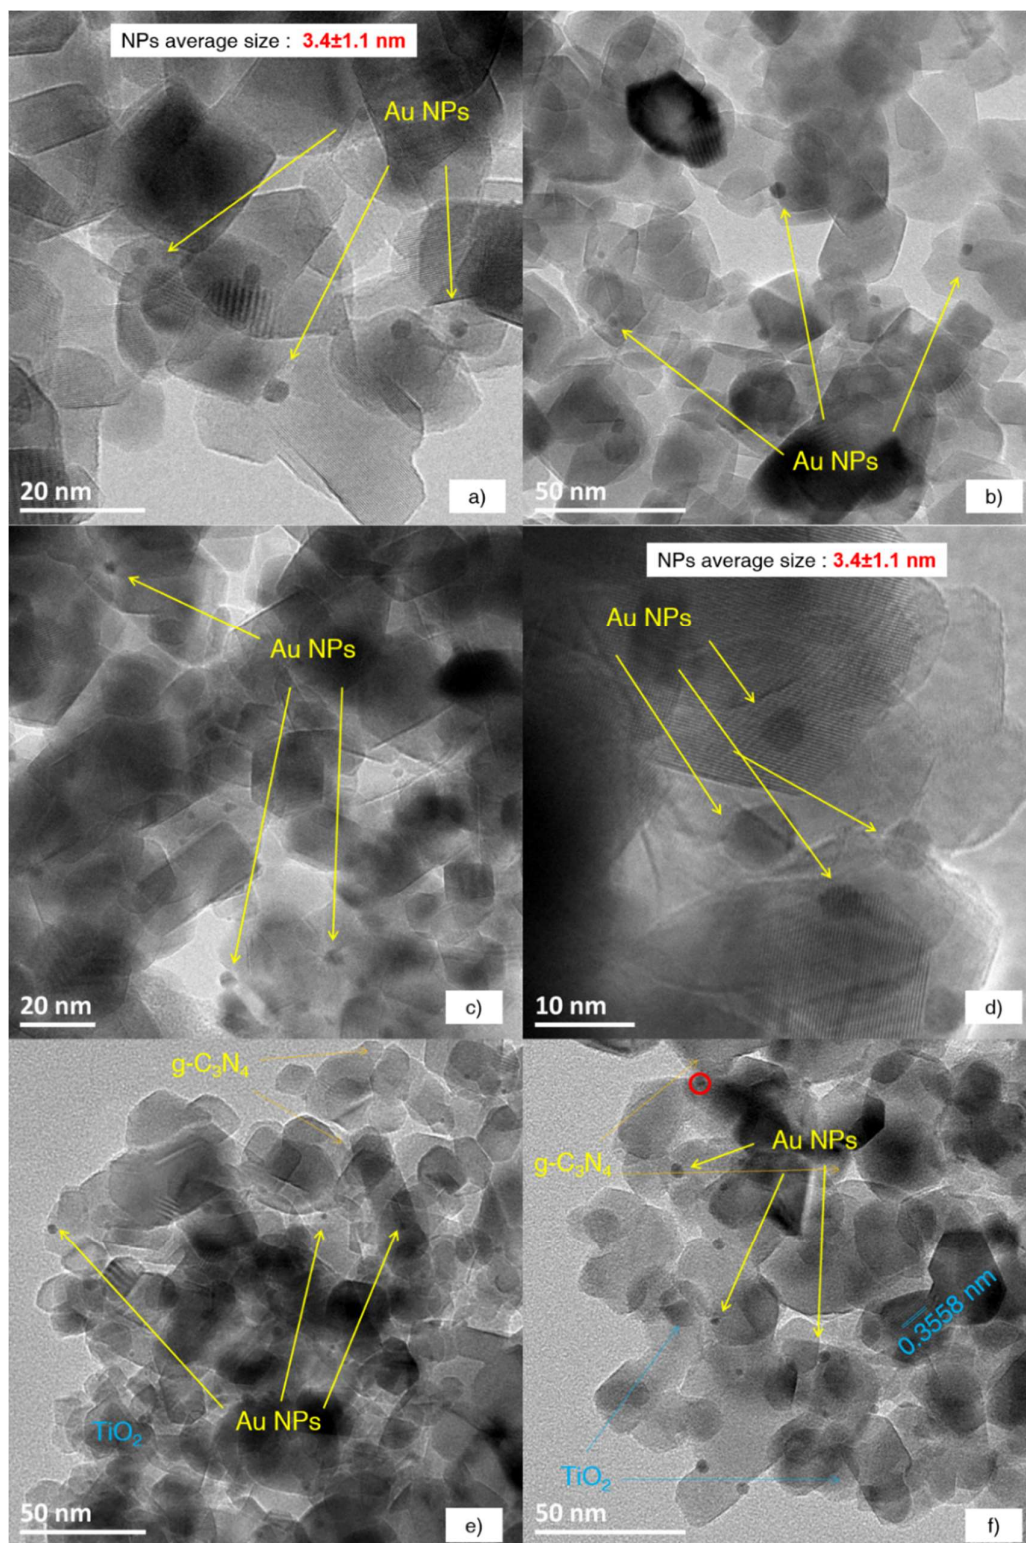 NPs average size : 3.4±1.1 nm
Au NPs
20 nm
a)
Au NPs
50 nm
b)
Au NPs
20 nm
c)
NPs average size : 3.4±1.1 nm
Au NPs
10 nm
d)
g-C₃N₄
Au NPs
TiO₂
50 nm
e)
Au NPs
g-C₃N₄
0.3558 nm
TiO₂
50 nm
f)